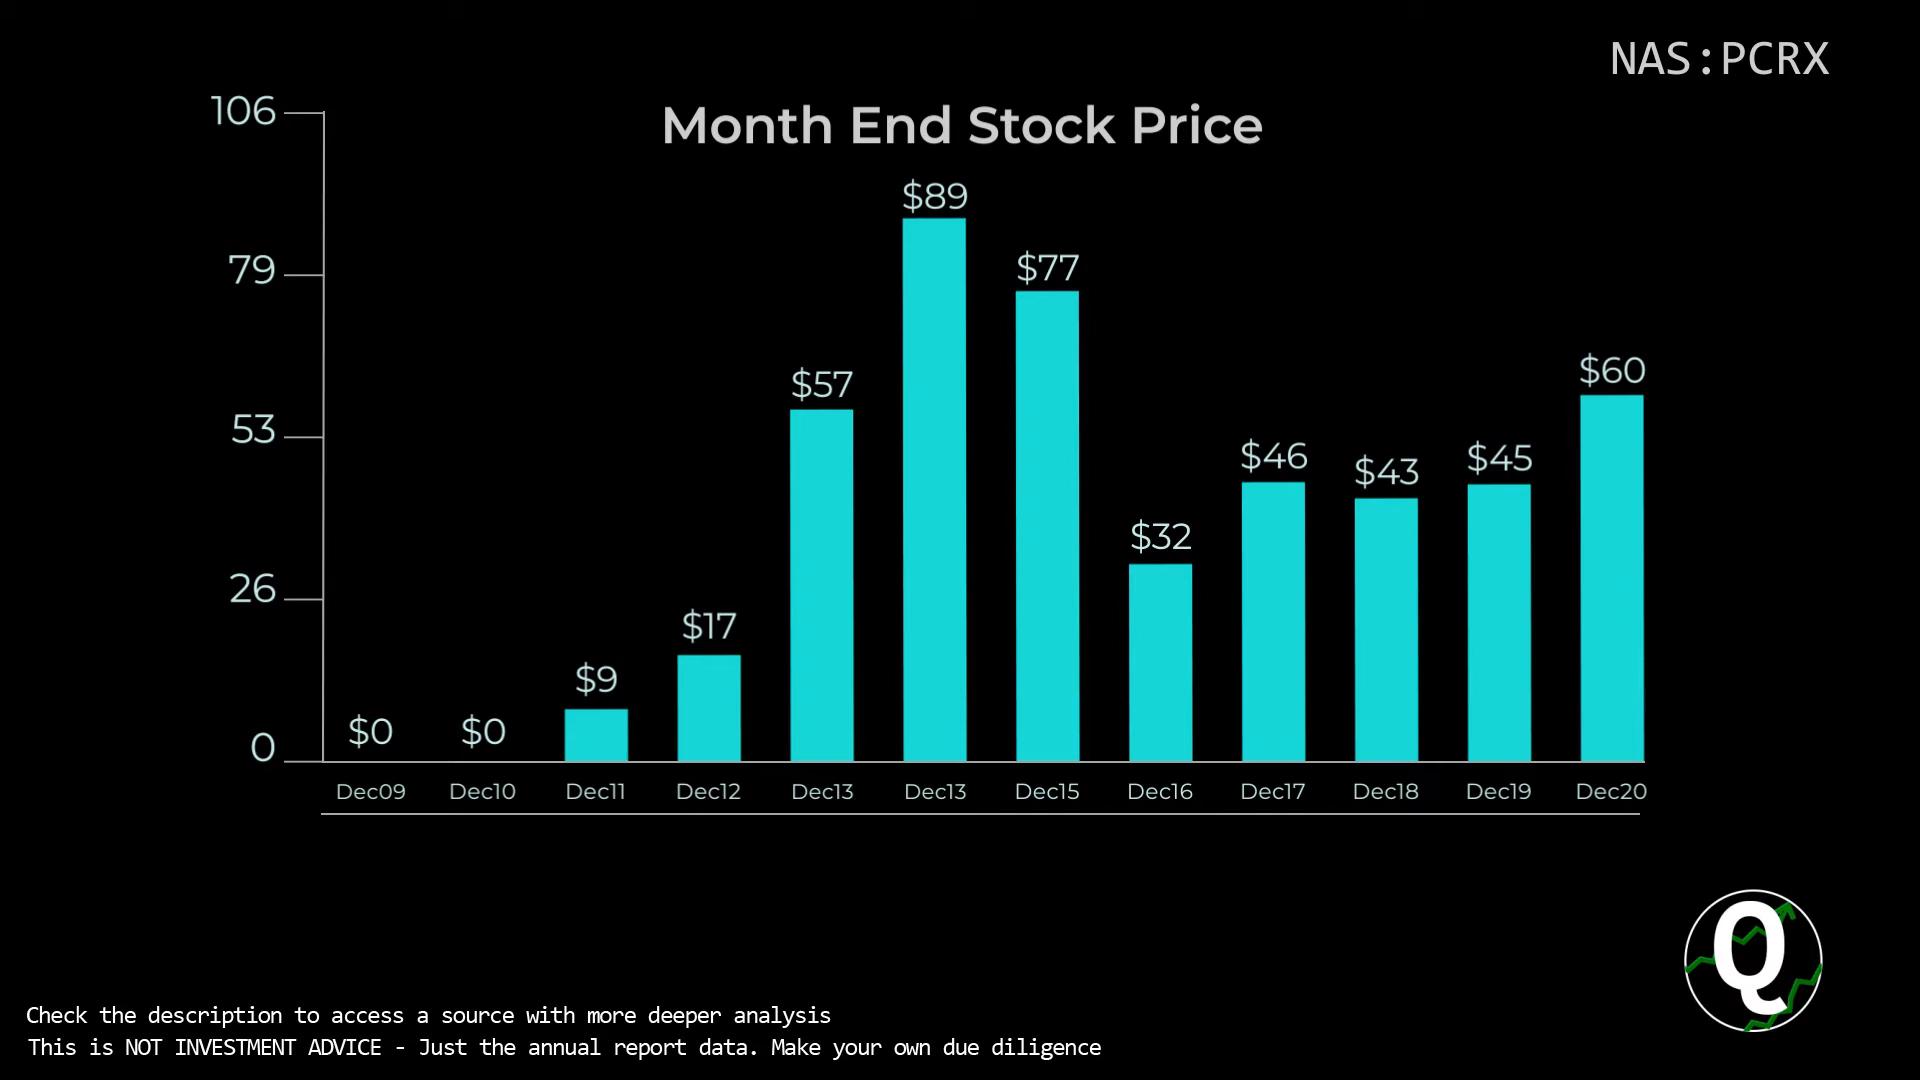 NAS:PCRX
Month End Stock Price
106
79
53
26
0
$0
$0
$9
$17
$57
$89
$77
$32
$46
$43
$45
$60
Dec09 Dec10 Dec11 Dec12 Dec13 Dec13 Dec15 Dec16 Dec17 Dec18 Dec19 Dec20
Q
Check the description to access a source with more deeper analysis
This is NOT INVESTMENT ADVICE - Just the annual report data. Make your own due diligence